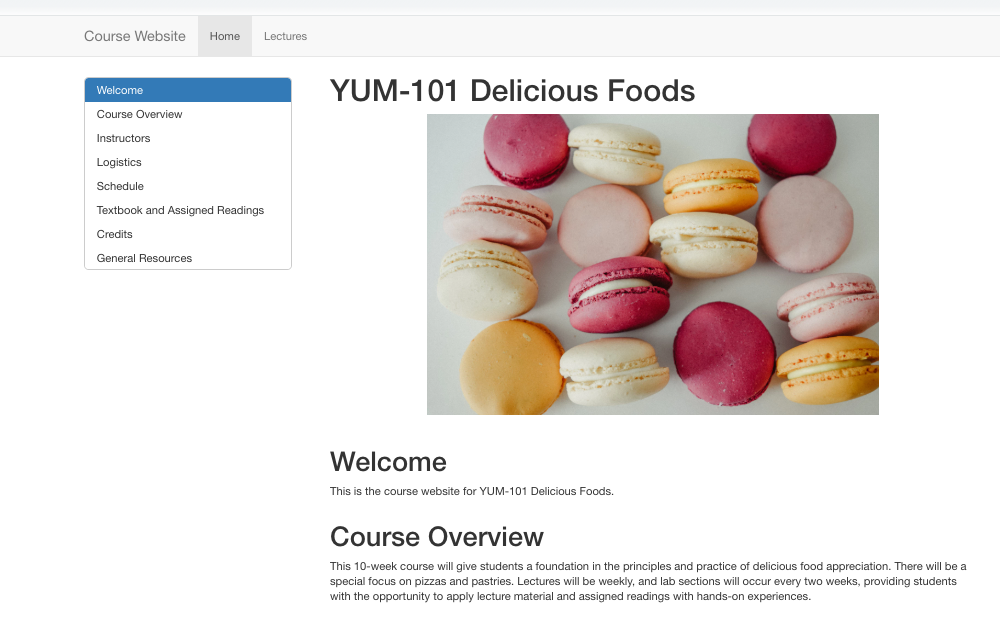 Course Website Home Lectures
Welcome
Course Overview
Instructors
Logistics
Schedule
Textbook and Assigned Readings
Credits
General Resources
YUM-101 Delicious Foods
Welcome
This is the course website for YUM-101 Delicious Foods.
Course Overview
This 10-week course will give students a foundation in the principles and practice of delicious food appreciation. There will be a
special focus on pizzas and pastries. Lectures will be weekly, and lab sections will occur every two weeks, providing students
with the opportunity to apply lecture material and assigned readings with hands-on experiences.